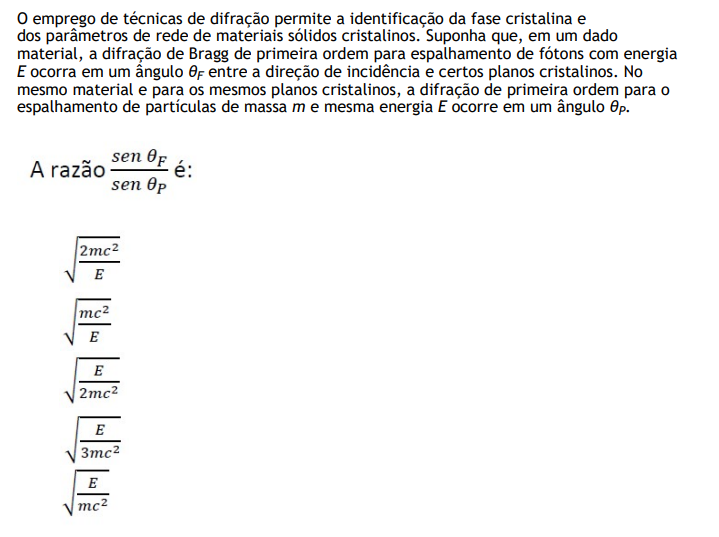 O emprego de técnicas de difração permite a identificação da fase cristalina e
dos parâmetros de rede de materiais sólidos cristalinos. Suponha que, em um dado
material, a difração de Bragg de primeira ordem para espalhamento de fótons com energia
E ocorra em um ângulo θ_F entre a direção de incidência e certos planos cristalinos. No
mesmo material e para os mesmos planos cristalinos, a difração de primeira ordem para o
espalhamento de partículas de massa m e mesma energia E ocorre em um ângulo θ_P.
A razão \frac{sen θ_F}{sen θ_P} é:
\sqrt{\frac{2mc^2}{E}}
\sqrt{\frac{mc^2}{E}}
\sqrt{\frac{E}{2mc^2}}
\sqrt{\frac{E}{3mc^2}}
\sqrt{\frac{E}{mc^2}}